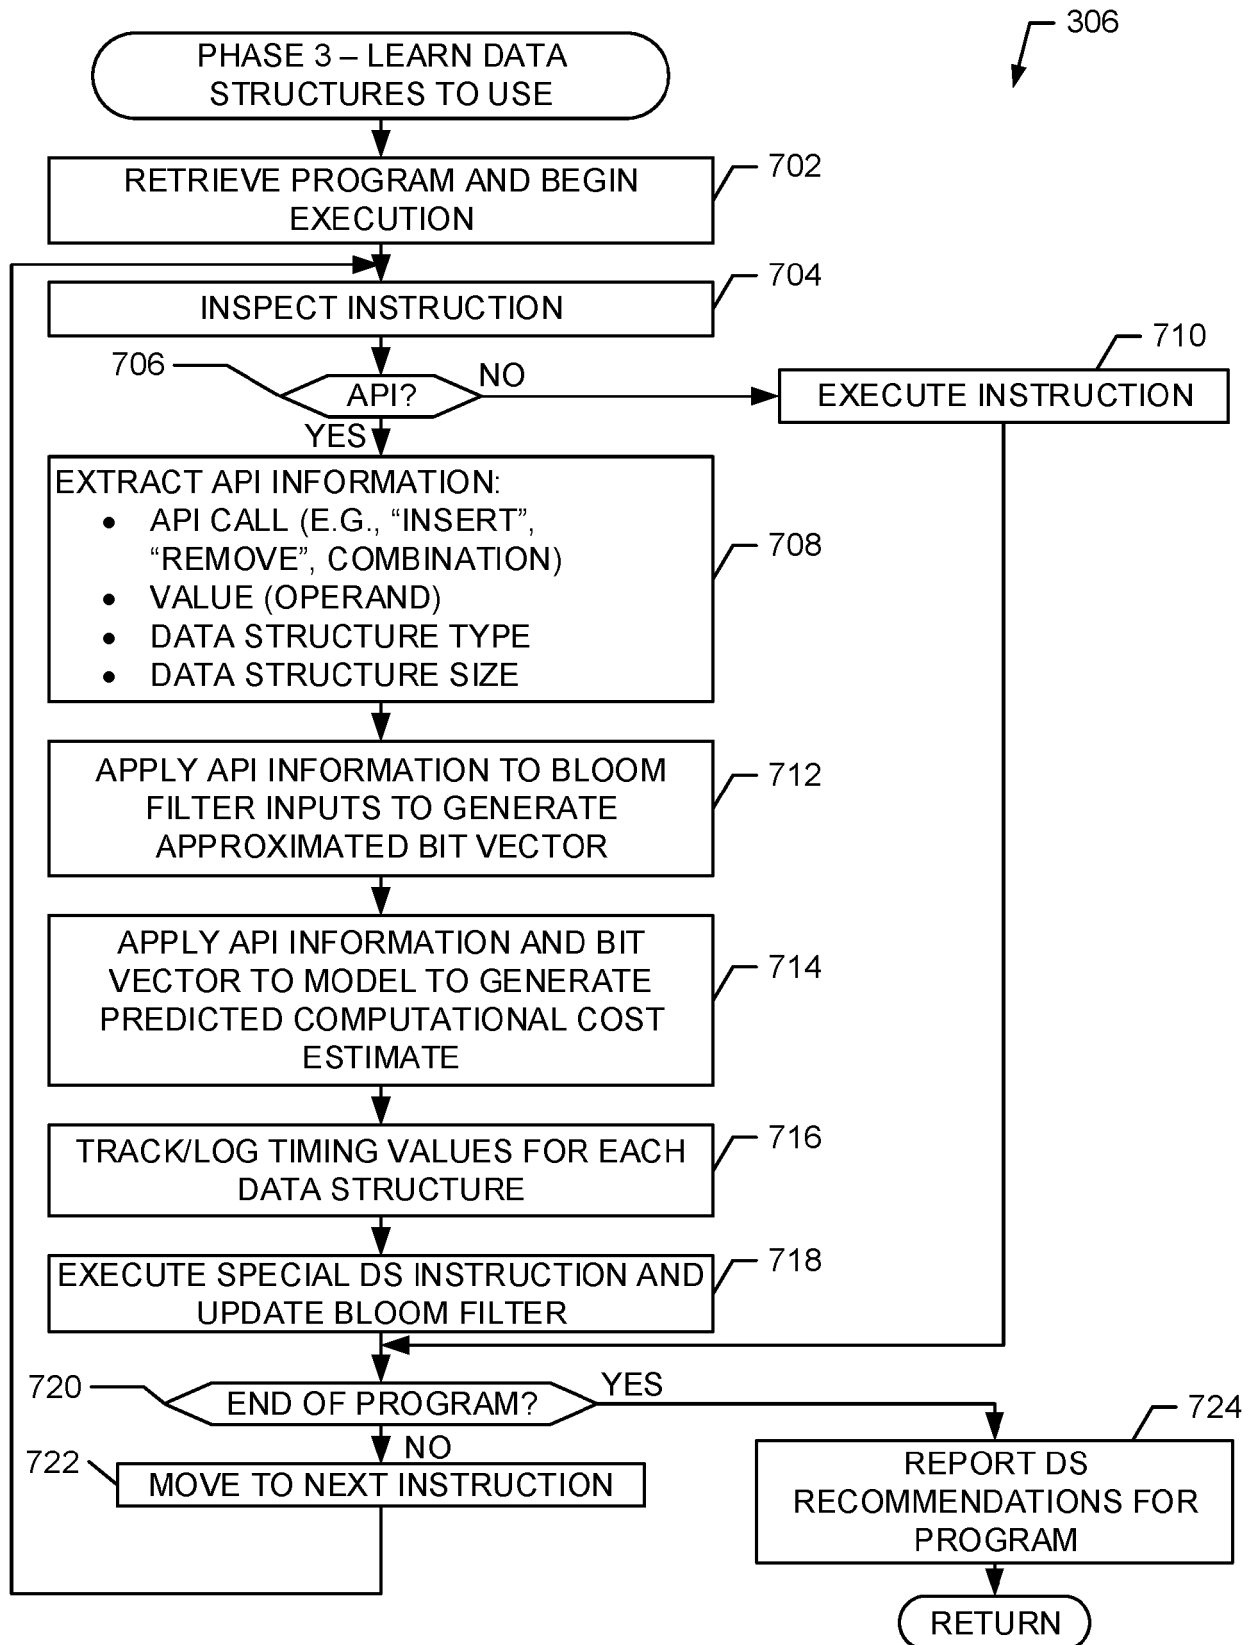 306
PHASE 3 – LEARN DATA
STRUCTURES TO USE
702
RETRIEVE PROGRAM AND BEGIN
EXECUTION
704
INSPECT INSTRUCTION
706
API?
NO
710
EXECUTE INSTRUCTION
YES
EXTRACT API INFORMATION:
• API CALL (E.G., “INSERT”,
“REMOVE”, COMBINATION)
• VALUE (OPERAND)
• DATA STRUCTURE TYPE
• DATA STRUCTURE SIZE
708
APPLY API INFORMATION TO BLOOM
FILTER INPUTS TO GENERATE
APPROXIMATED BIT VECTOR
712
APPLY API INFORMATION AND BIT
VECTOR TO MODEL TO GENERATE
PREDICTED COMPUTATIONAL COST
ESTIMATE
714
TRACK/LOG TIMING VALUES FOR EACH
DATA STRUCTURE
716
EXECUTE SPECIAL DS INSTRUCTION AND
UPDATE BLOOM FILTER
718
720
END OF PROGRAM?
YES
NO
722
MOVE TO NEXT INSTRUCTION
724
REPORT DS
RECOMMENDATIONS FOR
PROGRAM
RETURN